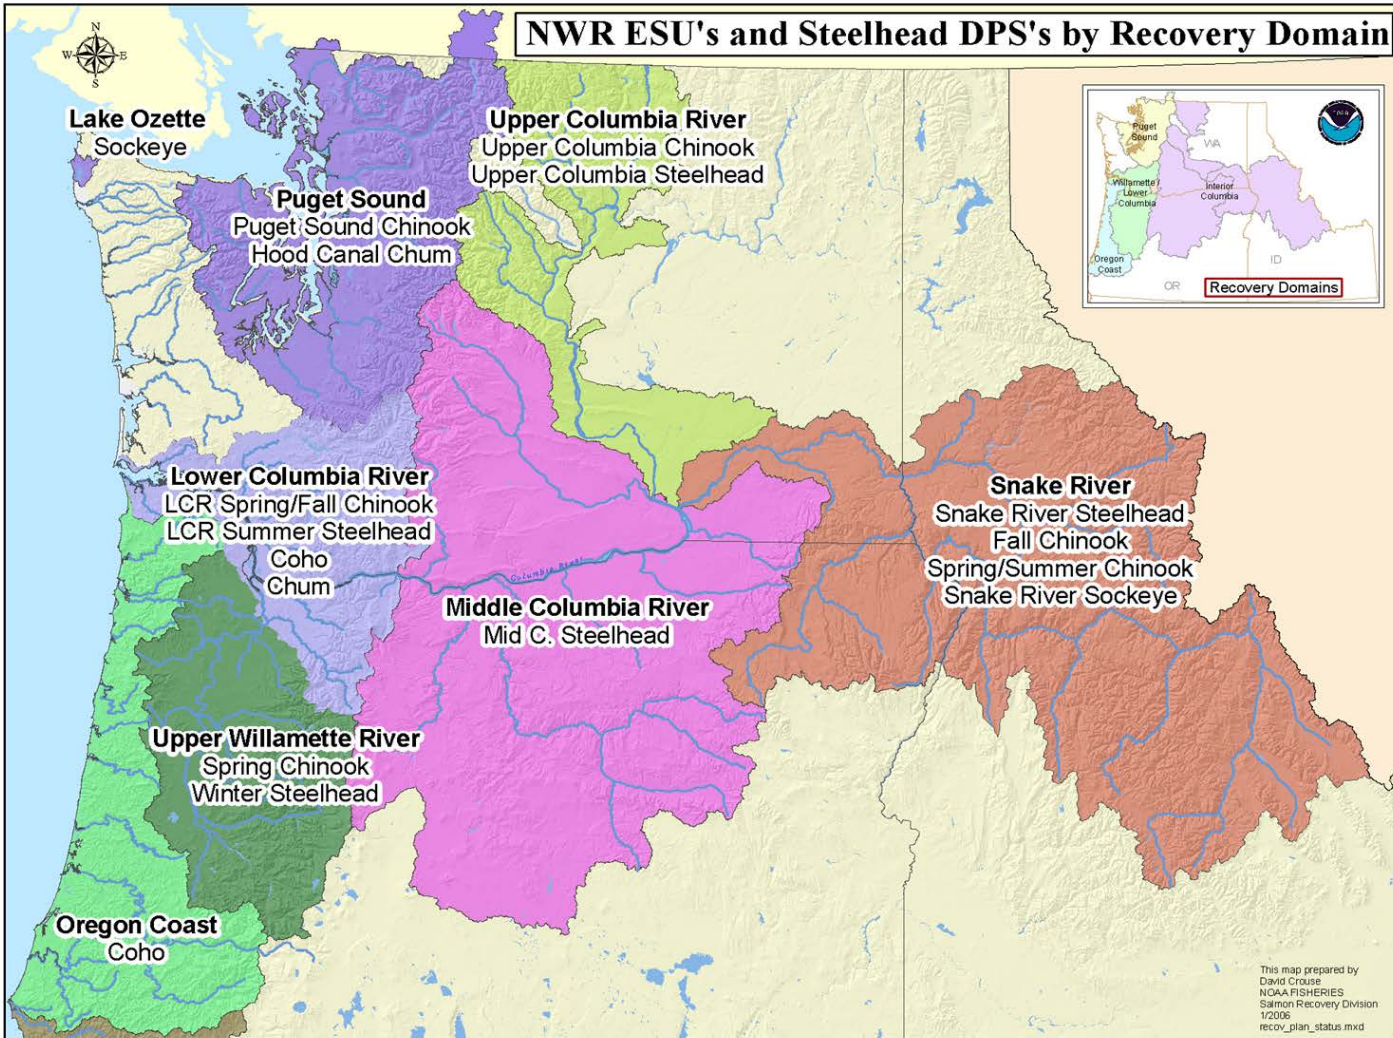 NWR ESU's and Steelhead DPS's by Recovery Domain
N
W
E
S
Lake Ozette
Sockeye
Puget Sound
Puget Sound Chinook
Hood Canal Chum
Upper Columbia River
Upper Columbia Chinook
Upper Columbia Steelhead
Puget
Sound
WA
Willamette /
Lower
Columbia
Interior
Columbia
Oregon
Coast
OR
ID
Recovery Domains
Lower Columbia River
LCR Spring/Fall Chinook
LCR Summer Steelhead
Coho
Chum
Columbia River
Middle Columbia River
Mid C. Steelhead
Snake River
Snake River Steelhead
Fall Chinook
Spring/Summer Chinook
Snake River Sockeye
Upper Willamette River
Spring Chinook
Winter Steelhead
Oregon Coast
Coho
This map prepared by
David Crouse
NOAA FISHERIES
Salmon Recovery Division
1/2006
recov_plan_status.mxd